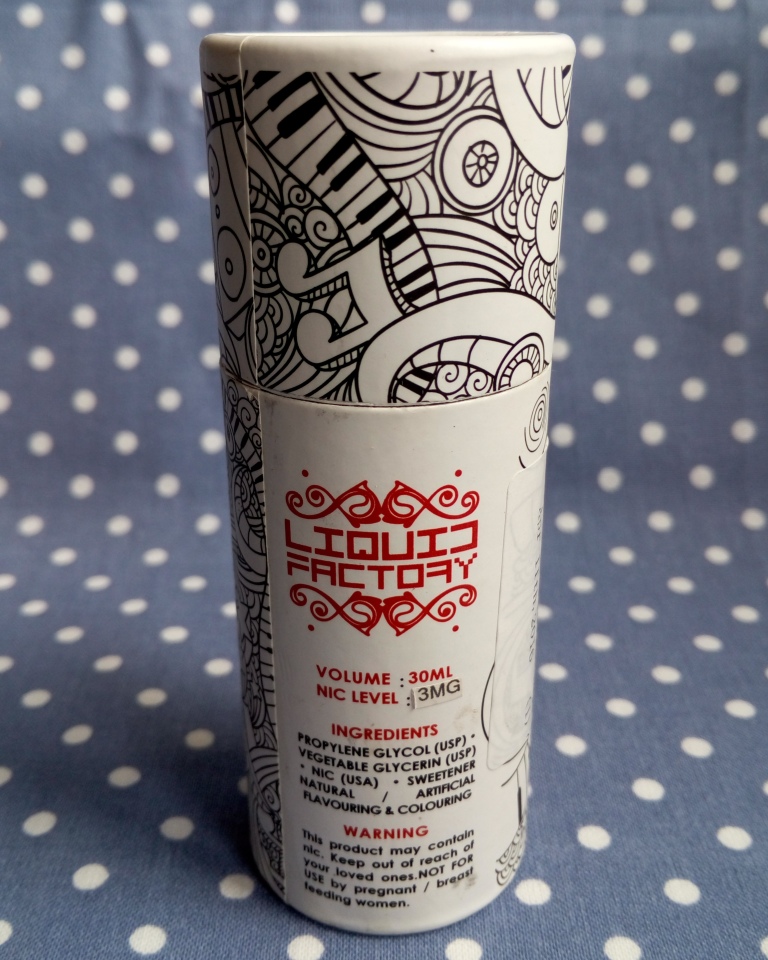 LIQUID
FACTORY
VOLUME : 30ML
NIC LEVEL : 3MG
INGREDIENTS
PROPYLENE GLYCOL (USP) •
VEGETABLE GLYCERIN (USP)
• NIC (USA) • SWEETENER
NATURAL / ARTIFICIAL
FLAVOURING & COLOURING
WARNING
This product may contain
nic. Keep out of reach of
your loved ones.NOT FOR
USE by pregnant / breast
feeding women.